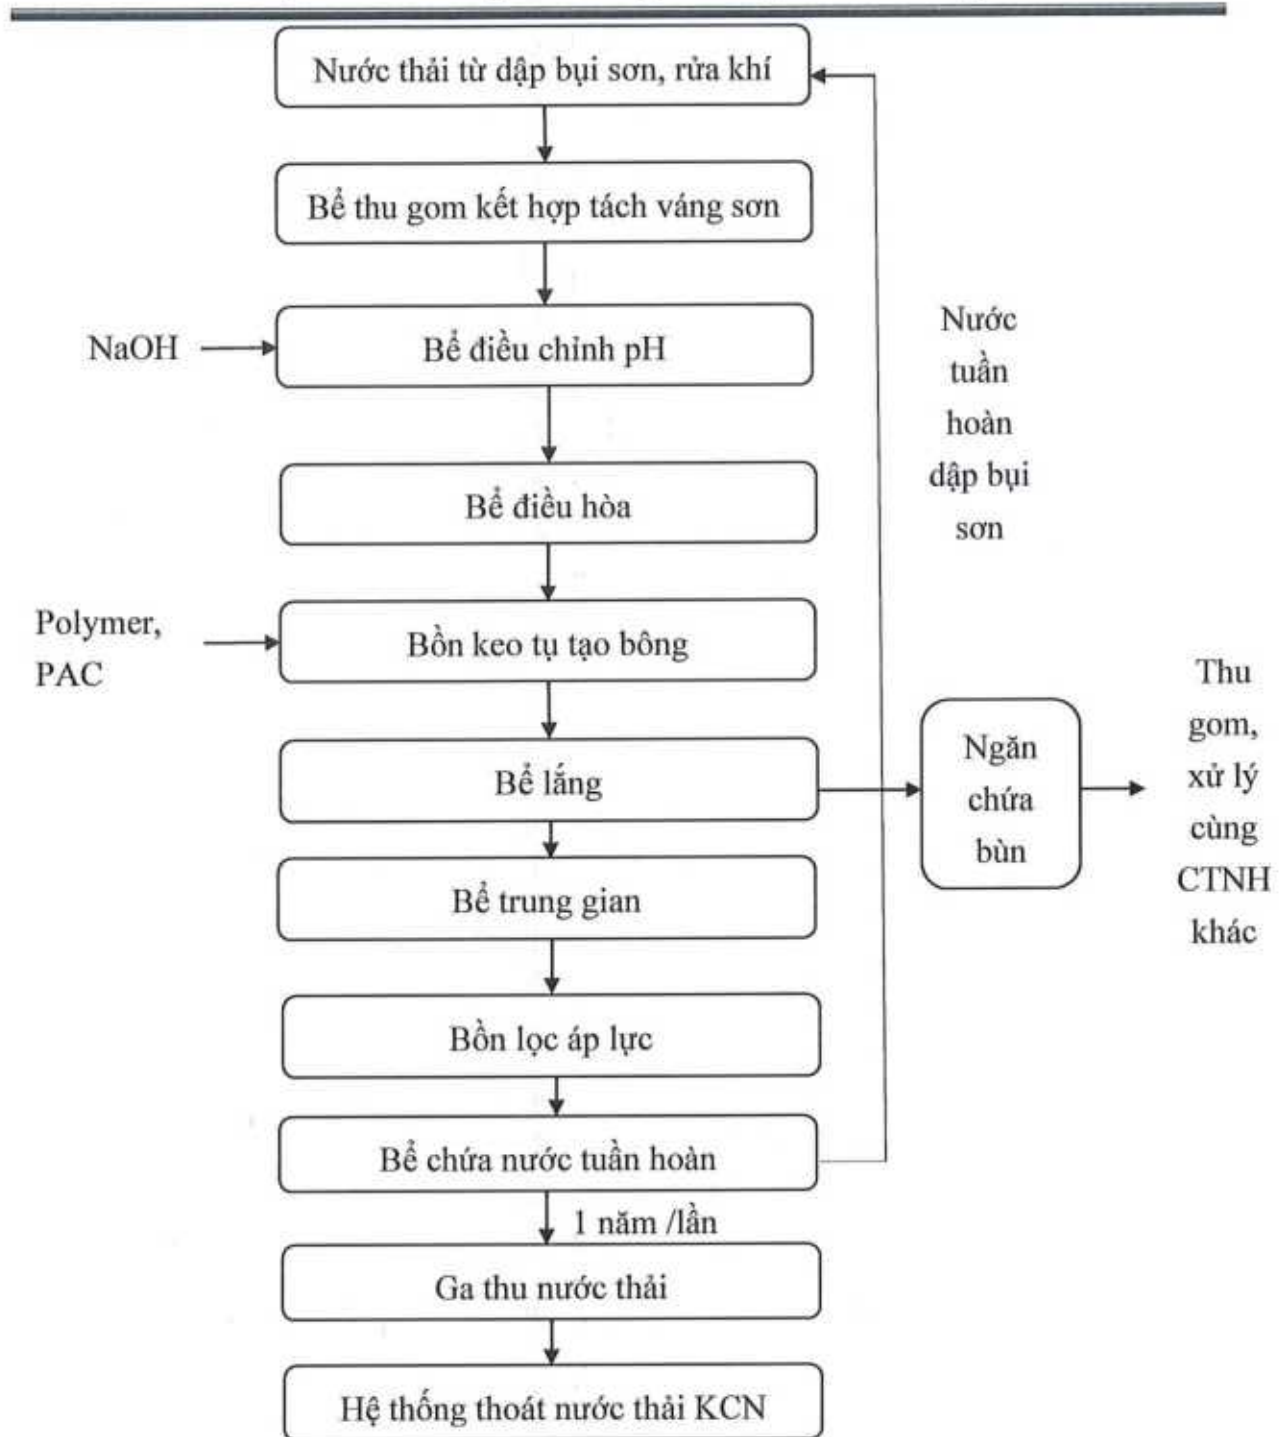 Nước thải từ dập bụi sơn, rửa khí
Bể thu gom kết hợp tách váng sơn
NaOH
Bể điều chỉnh pH
Nước
tuần
hoàn
dập bụi
sơn
Bể điều hòa
Polymer,
PAC
Bồn keo tụ tạo bông
Bể lắng
Ngăn
chứa
bùn
Thu
gom,
xử lý
cùng
CTNH
khác
Bể trung gian
Bồn lọc áp lực
Bể chứa nước tuần hoàn
1 năm /lần
Ga thu nước thải
Hệ thống thoát nước thải KCN